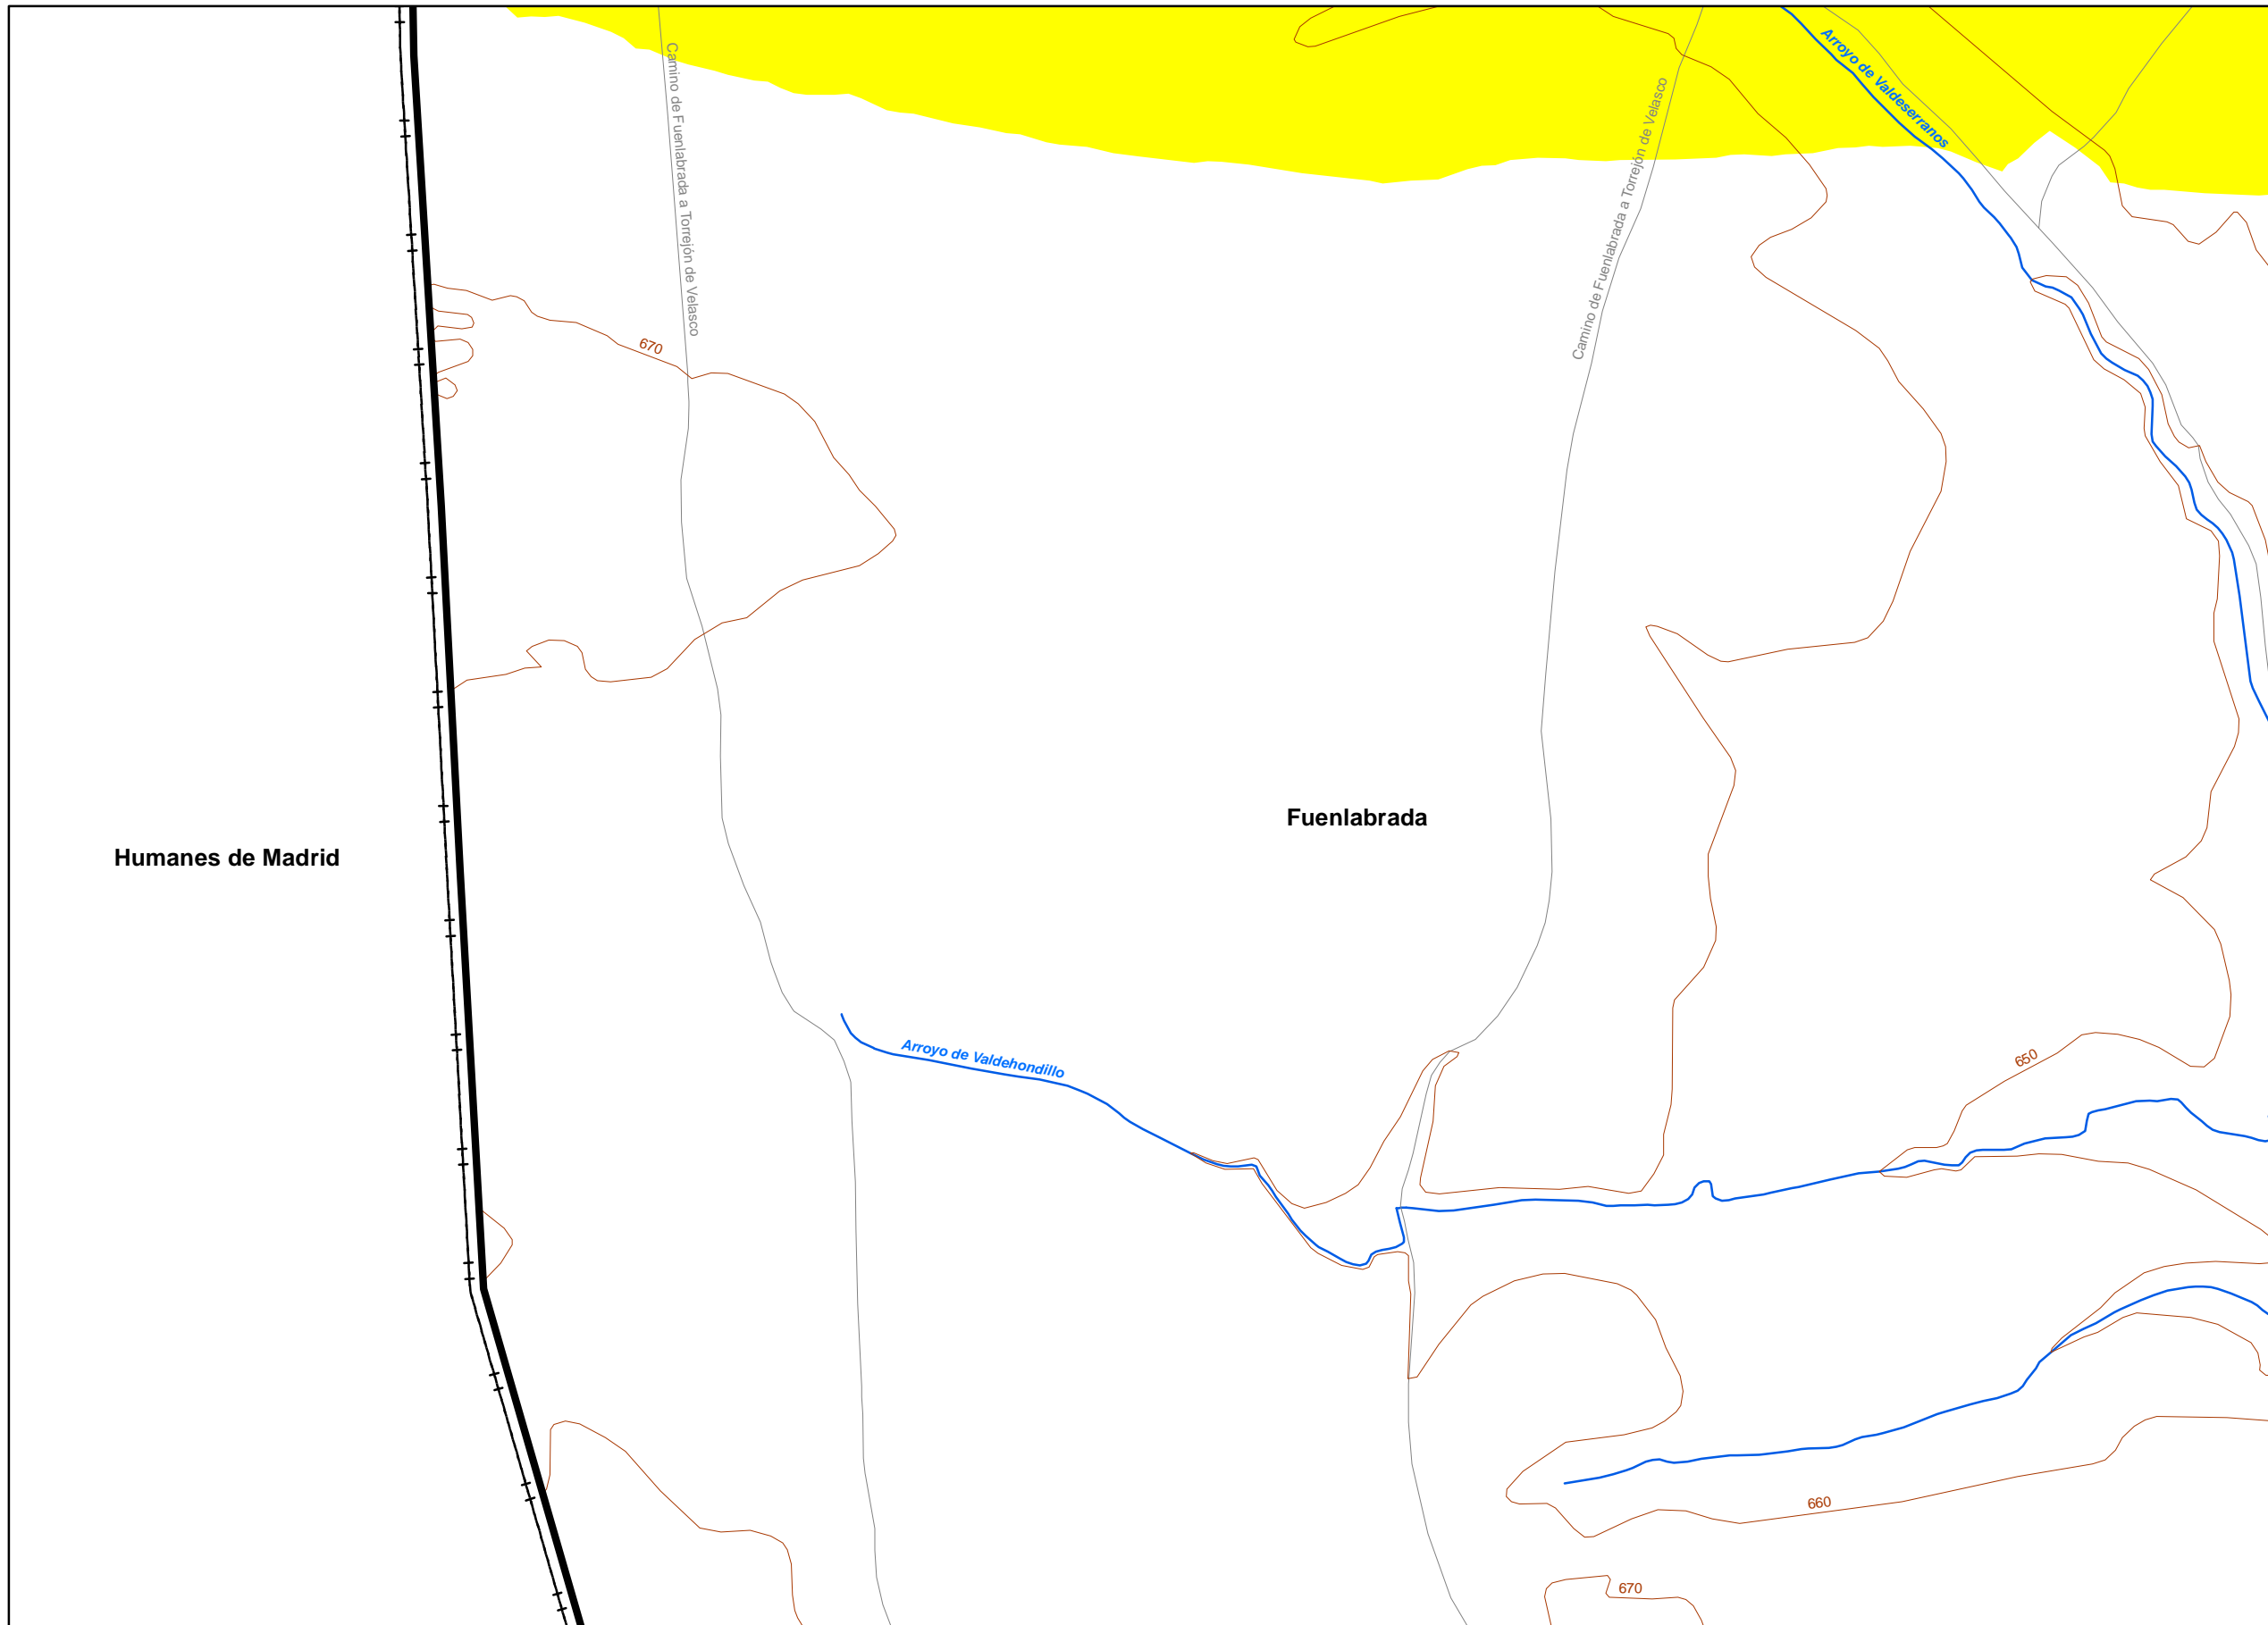 Arroyo de Valdeserranos
Camino de Fuenlabrada a Torrejón de Velasco
Camino de Fuenlabrada a Torrejón de Velasco
670
Fuenlabrada
Humanes de Madrid
Arroyo de Valdehondillo
650
660
670